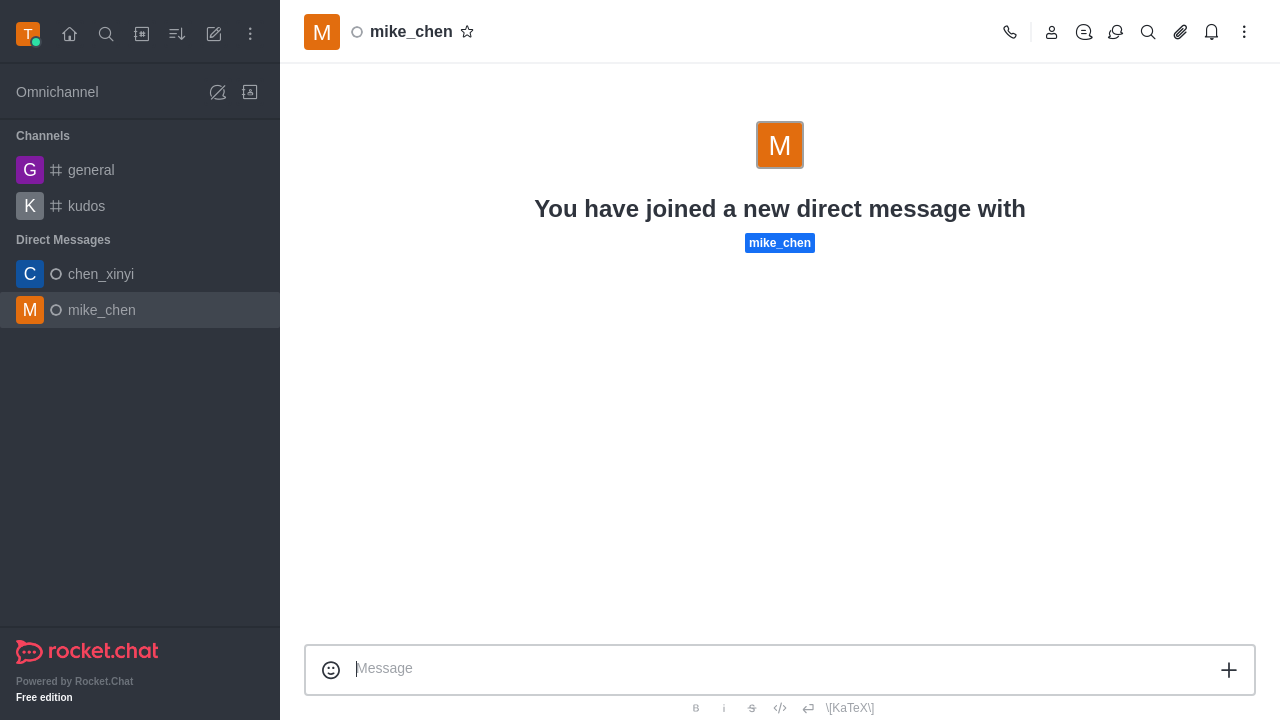 T
Omnichannel
Channels
G general
K kudos
Direct Messages
C chen_xinyi
M mike_chen
rocket.chat
Powered by Rocket.Chat
Free edition
M mike_chen
M
You have joined a new direct message with
mike_chen
Message
B i S \[KaTeX\]